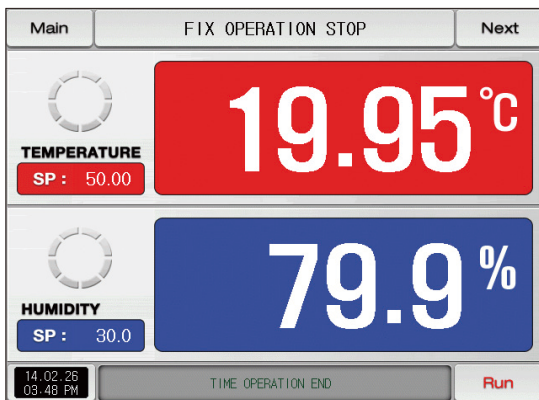 Main
FIX OPERATION STOP
Next
19.95℃
TEMPERATURE
SP : 50.00
79.9%
HUMIDITY
SP : 30.0
14.02.26
03.48 PM
TIME OPERATION END
Run